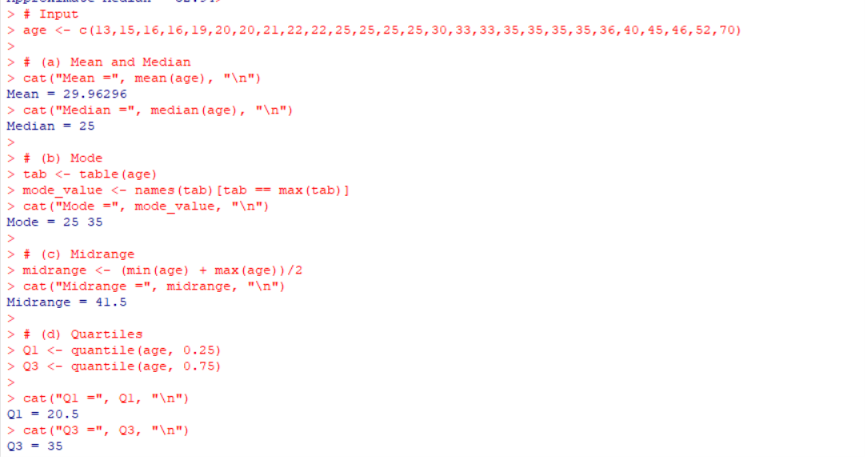 > # Input
> age <- c(13,15,16,16,19,20,20,21,22,22,25,25,25,25,30,33,33,35,35,35,35,36,40,45,46,52,70)
>
> # (a) Mean and Median
> cat("Mean =", mean(age), "\n")
Mean = 29.96296
> cat("Median =", median(age), "\n")
Median = 25
>
> # (b) Mode
> tab <- table(age)
> mode_value <- names(tab)[tab == max(tab)]
> cat("Mode =", mode_value, "\n")
Mode = 25 35
>
> # (c) Midrange
> midrange <- (min(age) + max(age))/2
> cat("Midrange =", midrange, "\n")
Midrange = 41.5
>
> # (d) Quartiles
> Q1 <- quantile(age, 0.25)
> Q3 <- quantile(age, 0.75)
>
> cat("Q1 =", Q1, "\n")
Q1 = 20.5
> cat("Q3 =", Q3, "\n")
Q3 = 35